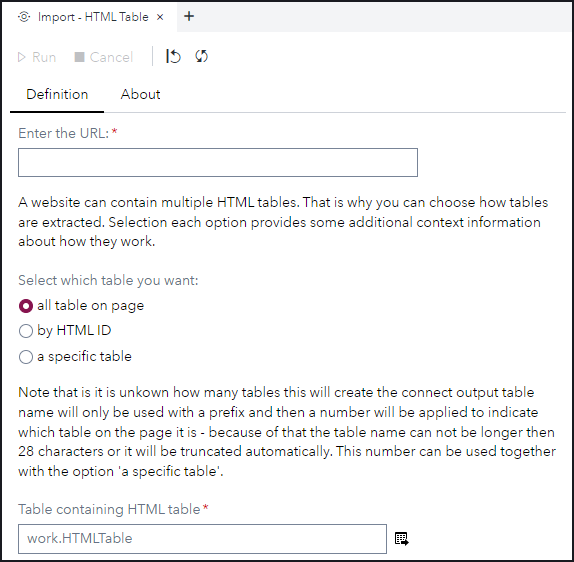 Import - HTML Table × +
Run Cancel
Definition About
Enter the URL: *
A website can contain multiple HTML tables. That is why you can choose how tables
are extracted. Selection each option provides some additional context information
about how they work.
Select which table you want:
all table on page
by HTML ID
a specific table
Note that is it is unkown how many tables this will create the connect output table
name will only be used with a prefix and then a number will be applied to indicate
which table on the page it is - because of that the table name can not be longer then
28 characters or it will be truncated automatically. This number can be used together
with the option 'a specific table'.
Table containing HTML table *
work.HTMLTable